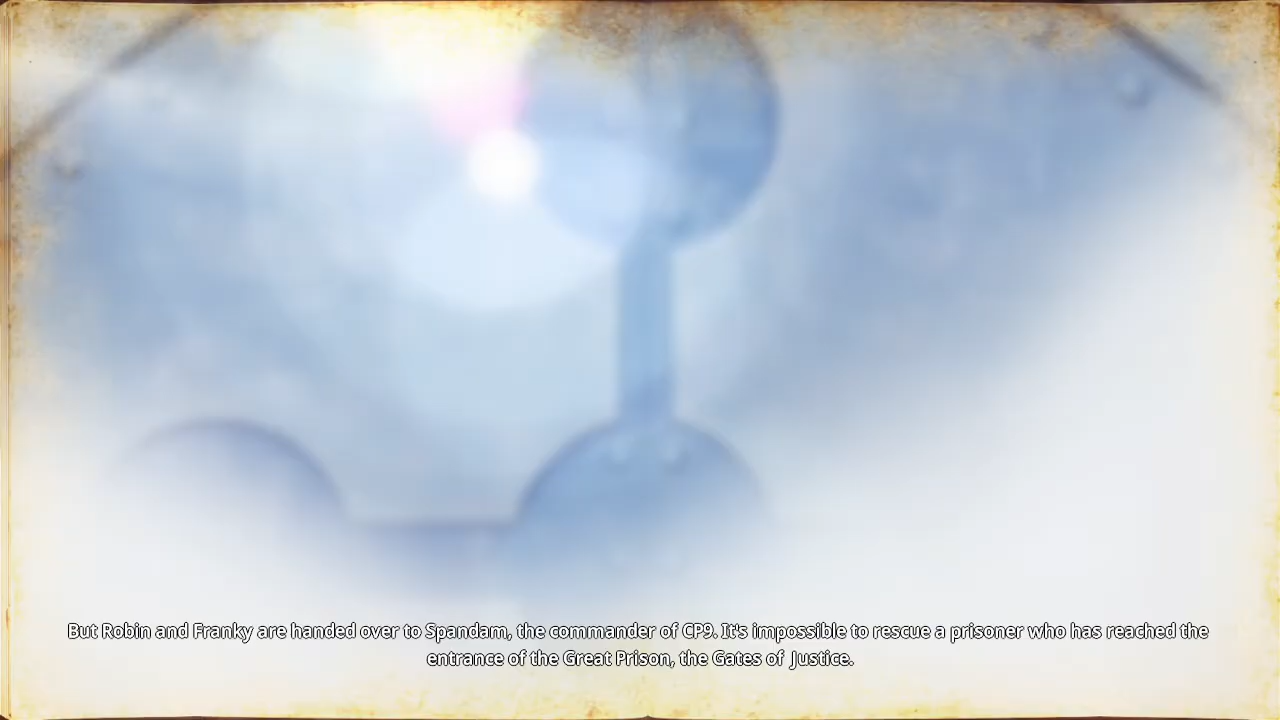 But Robin and Franky are handed over to Spandam, the commander of CP9. It's impossible to rescue a prisoner who has reached the
entrance of the Great Prison, the Gates of Justice.